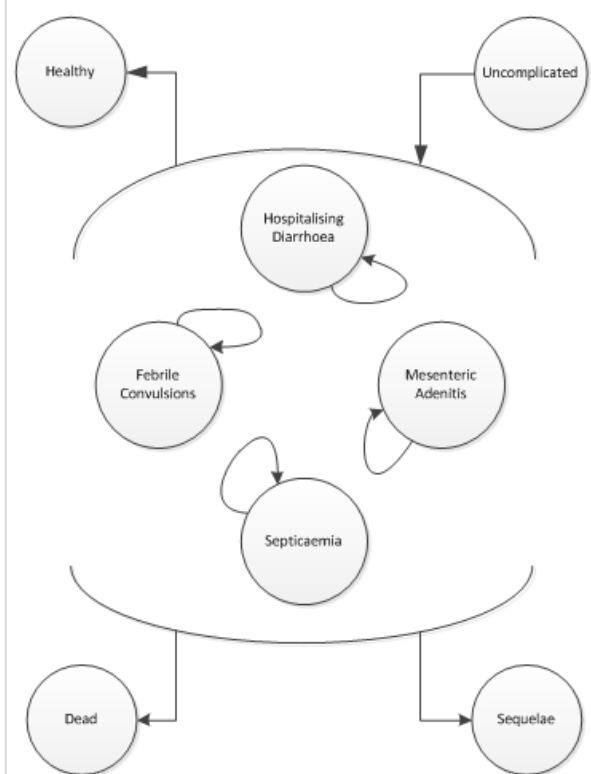 Healthy
Uncomplicated
Hospitalising
Diarrhoea
Febrile
Convulsions
Mesenteric
Adenitis
Septicaemia
Dead
Sequelae